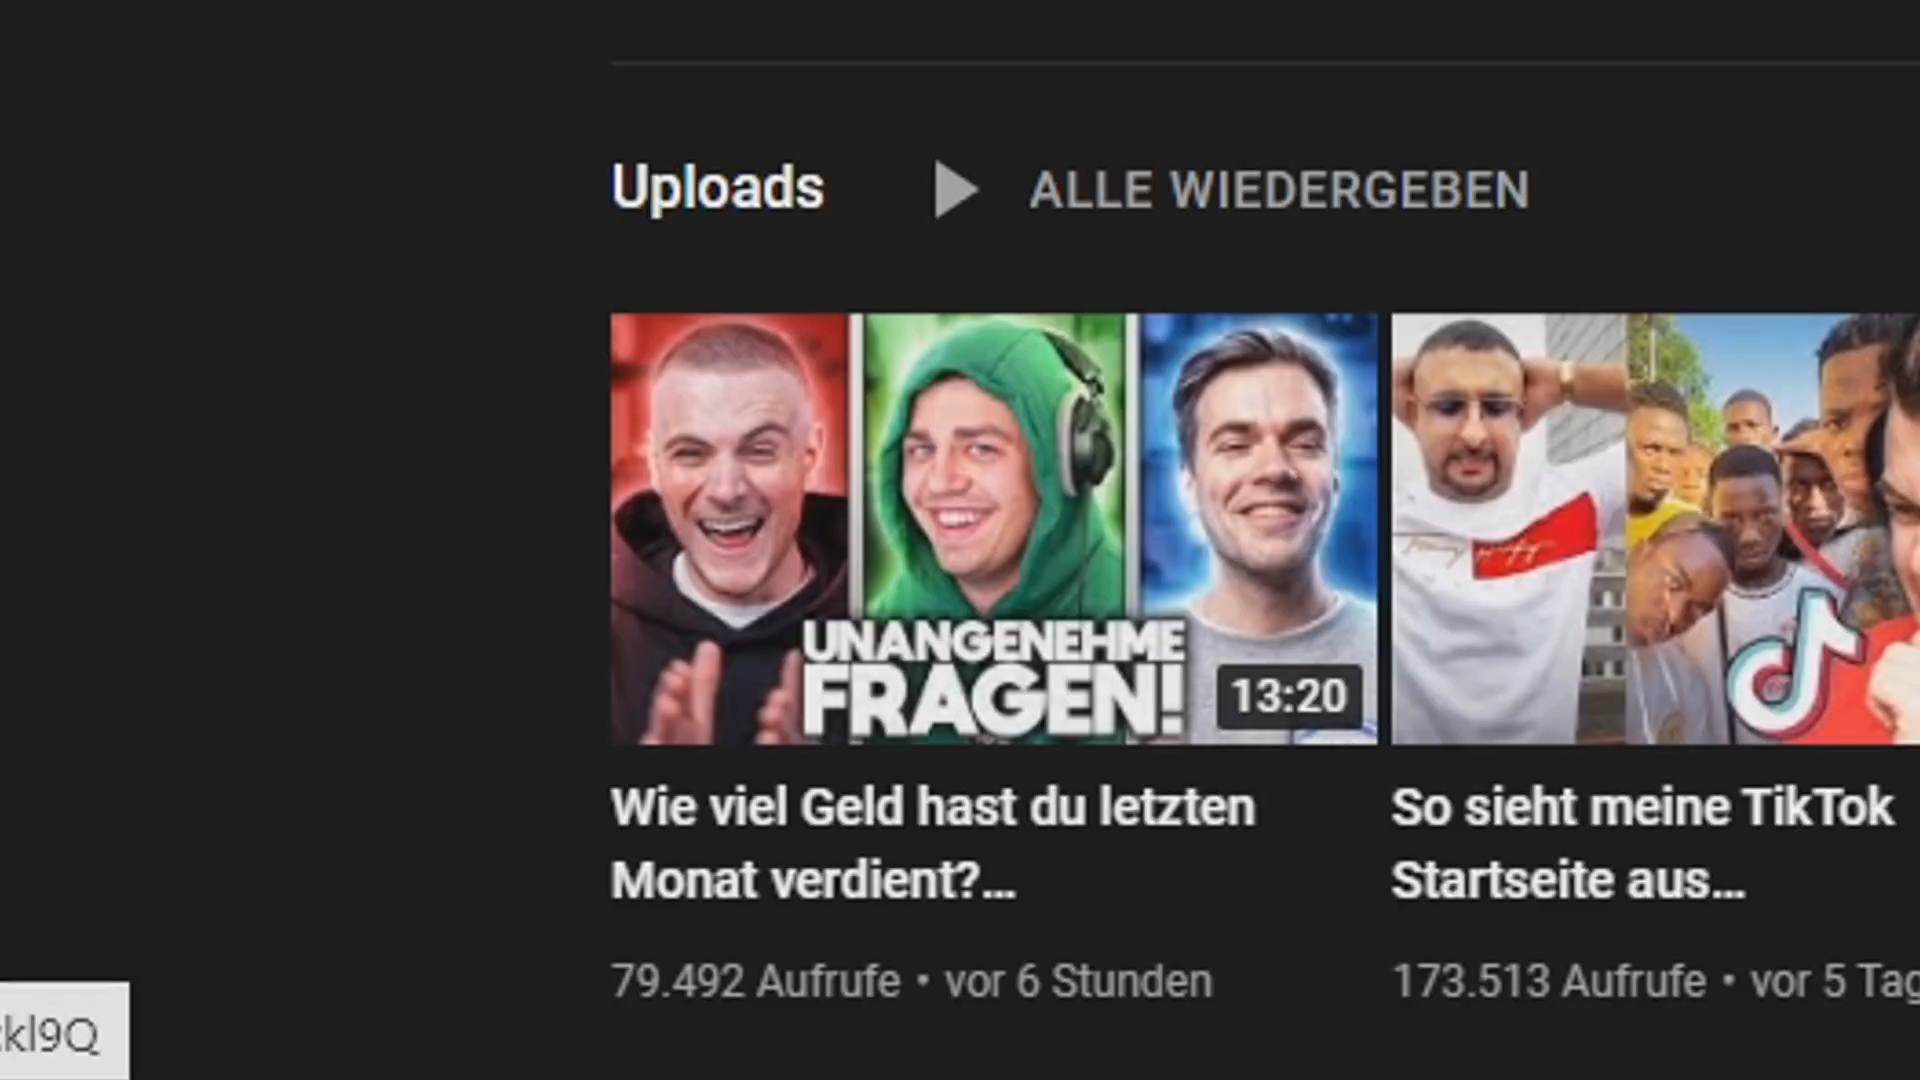 Uploads ALLE WIEDERGEBEN
UNANGENEHME
FRAGEN!
13:20
Wie viel Geld hast du letzten
Monat verdient?...
79.492 Aufrufe • vor 6 Stunden
So sieht meine TikTok
Startseite aus...
173.513 Aufrufe • vor 5 Tag
kl9Q